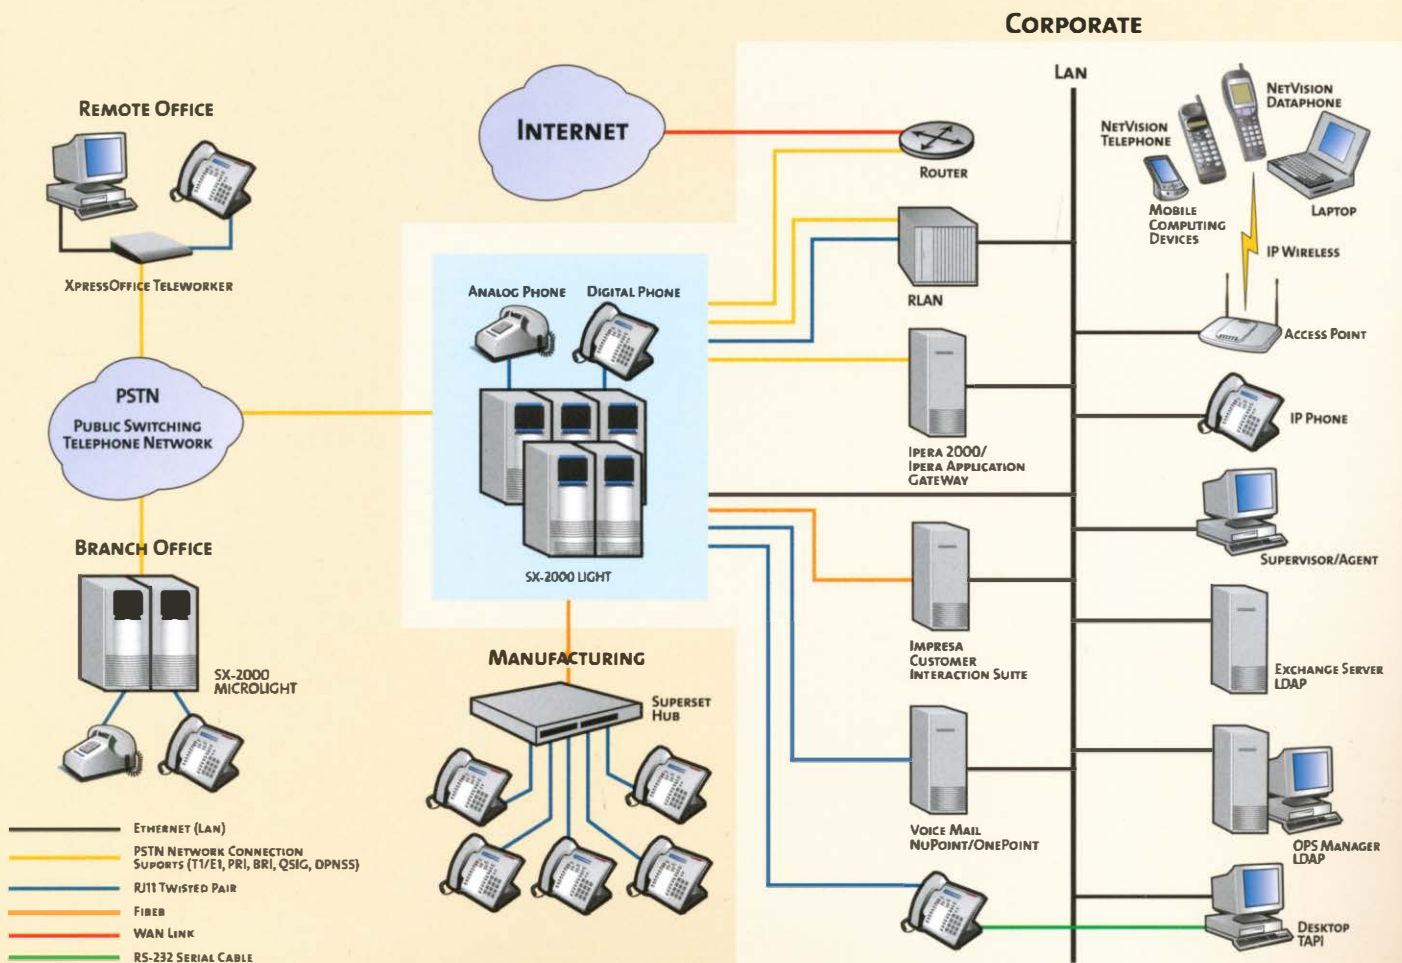 CORPORATE
LAN
REMOTE OFFICE
INTERNET
NETVISION
DATAPHONE
NETVISION
TELEPHONE
ROUTER
MOBILE
COMPUTING
DEVICES
LAPTOP
IP WIRELESS
XPRESSOFFICE TELEWORKER
ANALOG PHONE
DIGITAL PHONE
RLAN
ACCESS POINT
PSTN
PUBLIC SWITCHING
TELEPHONE NETWORK
IP PHONE
IPERA 2000/
IPERA APPLICATION
GATEWAY
BRANCH OFFICE
SX-2000 LIGHT
SUPERVISOR/AGENT
IMPRESA
CUSTOMER
INTERACTION SUITE
MANUFACTURING
SX-2000
MICROLIGHT
SUPERSET
HUB
EXCHANGE SERVER
LDAP
VOICE MAIL
NUPOINT/ONEPOINT
OPS MANAGER
LDAP
DESKTOP
TAPI
ETHERNET (LAN)
PSTN NETWORK CONNECTION
SUPORTS (T1/E1, PRI, BRI, QSIG, DPNSS)
RJ11 TWISTED PAIR
FIBER
WAN LINK
RS-232 SERIAL CABLE